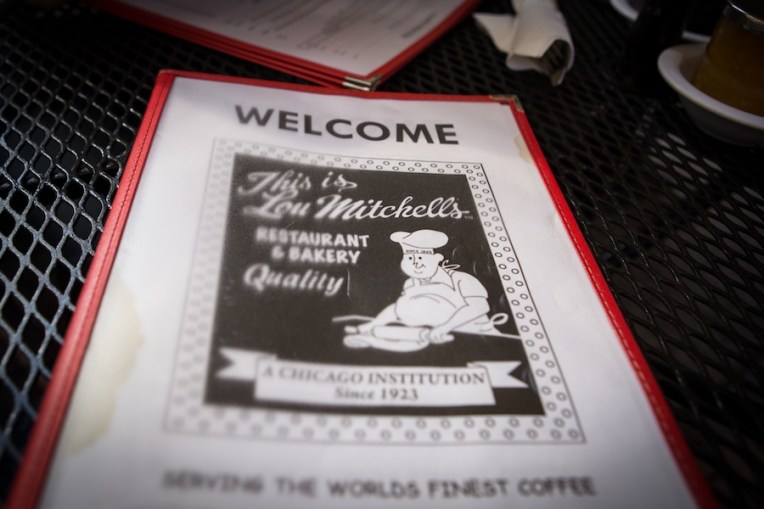 WELCOME
This is
Lou Mitchell's
RESTAURANT
& BAKERY
Quality
A CHICAGO INSTITUTION
Since 1923
SERVING THE WORLDS FINEST COFFEE